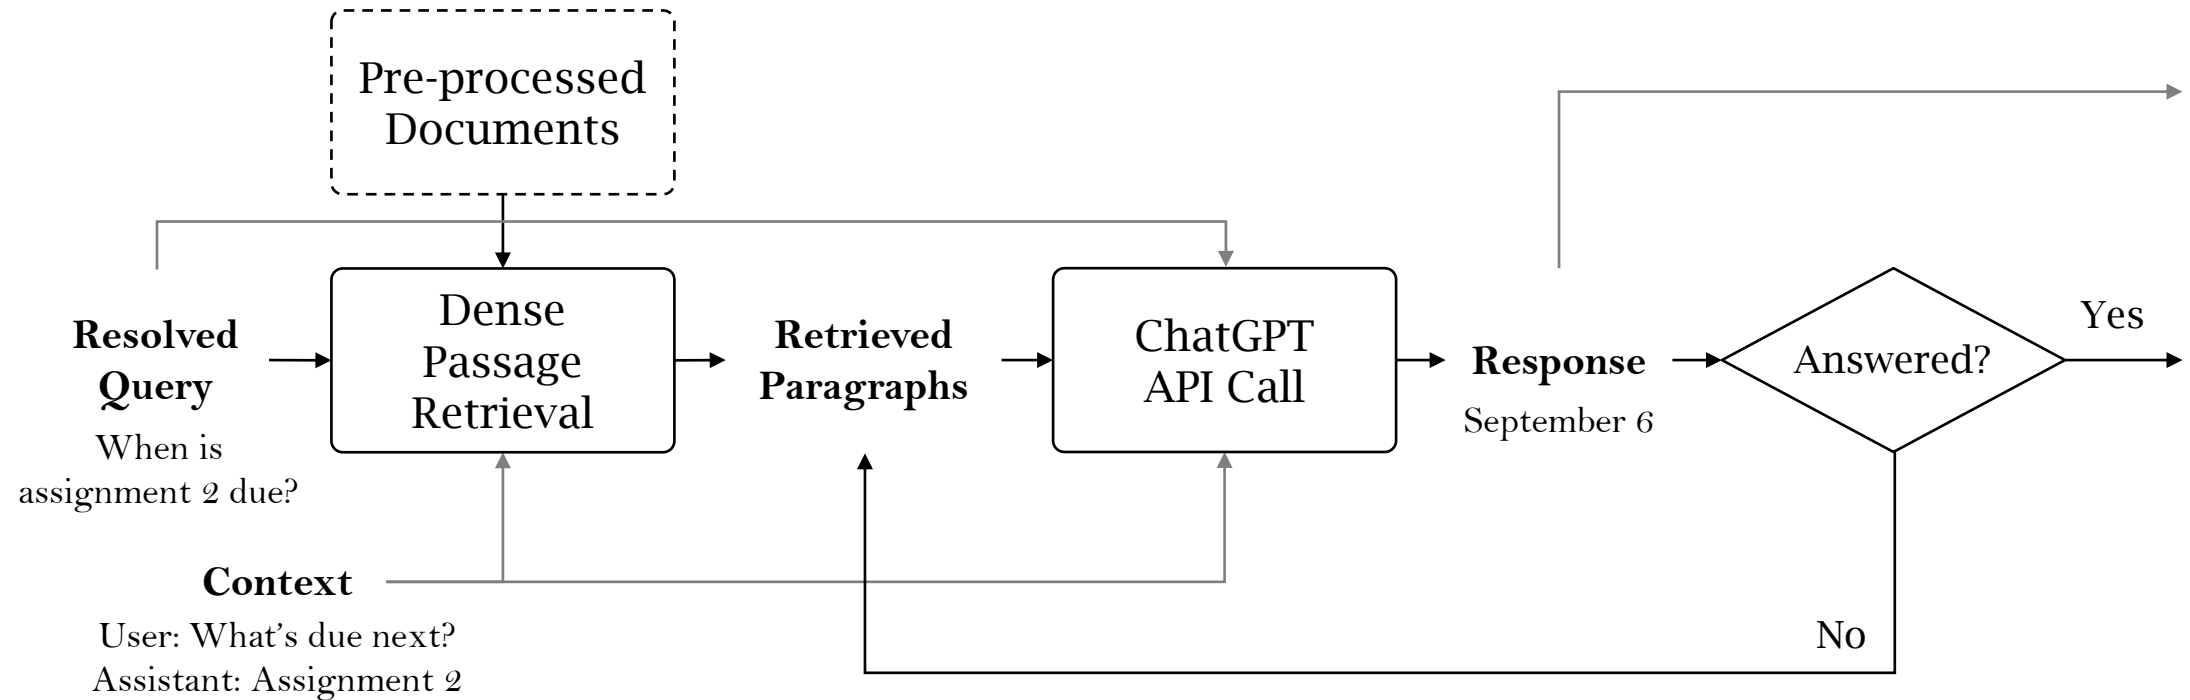 Pre-processed
Documents
Resolved
Query
When is
assignment 2 due?
Dense
Passage
Retrieval
Retrieved
Paragraphs
ChatGPT
API Call
Response
September 6
Answered?
Yes
No
Context
User: What’s due next?
Assistant: Assignment 2